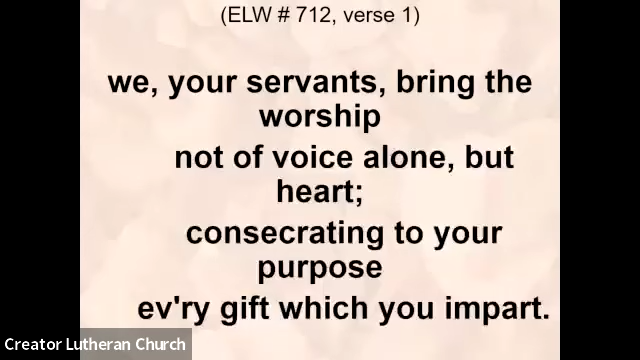 (ELW # 712, verse 1)
we, your servants, bring the
worship
not of voice alone, but
heart;
consecrating to your
purpose
ev'ry gift which you impart.
Creator Lutheran Church